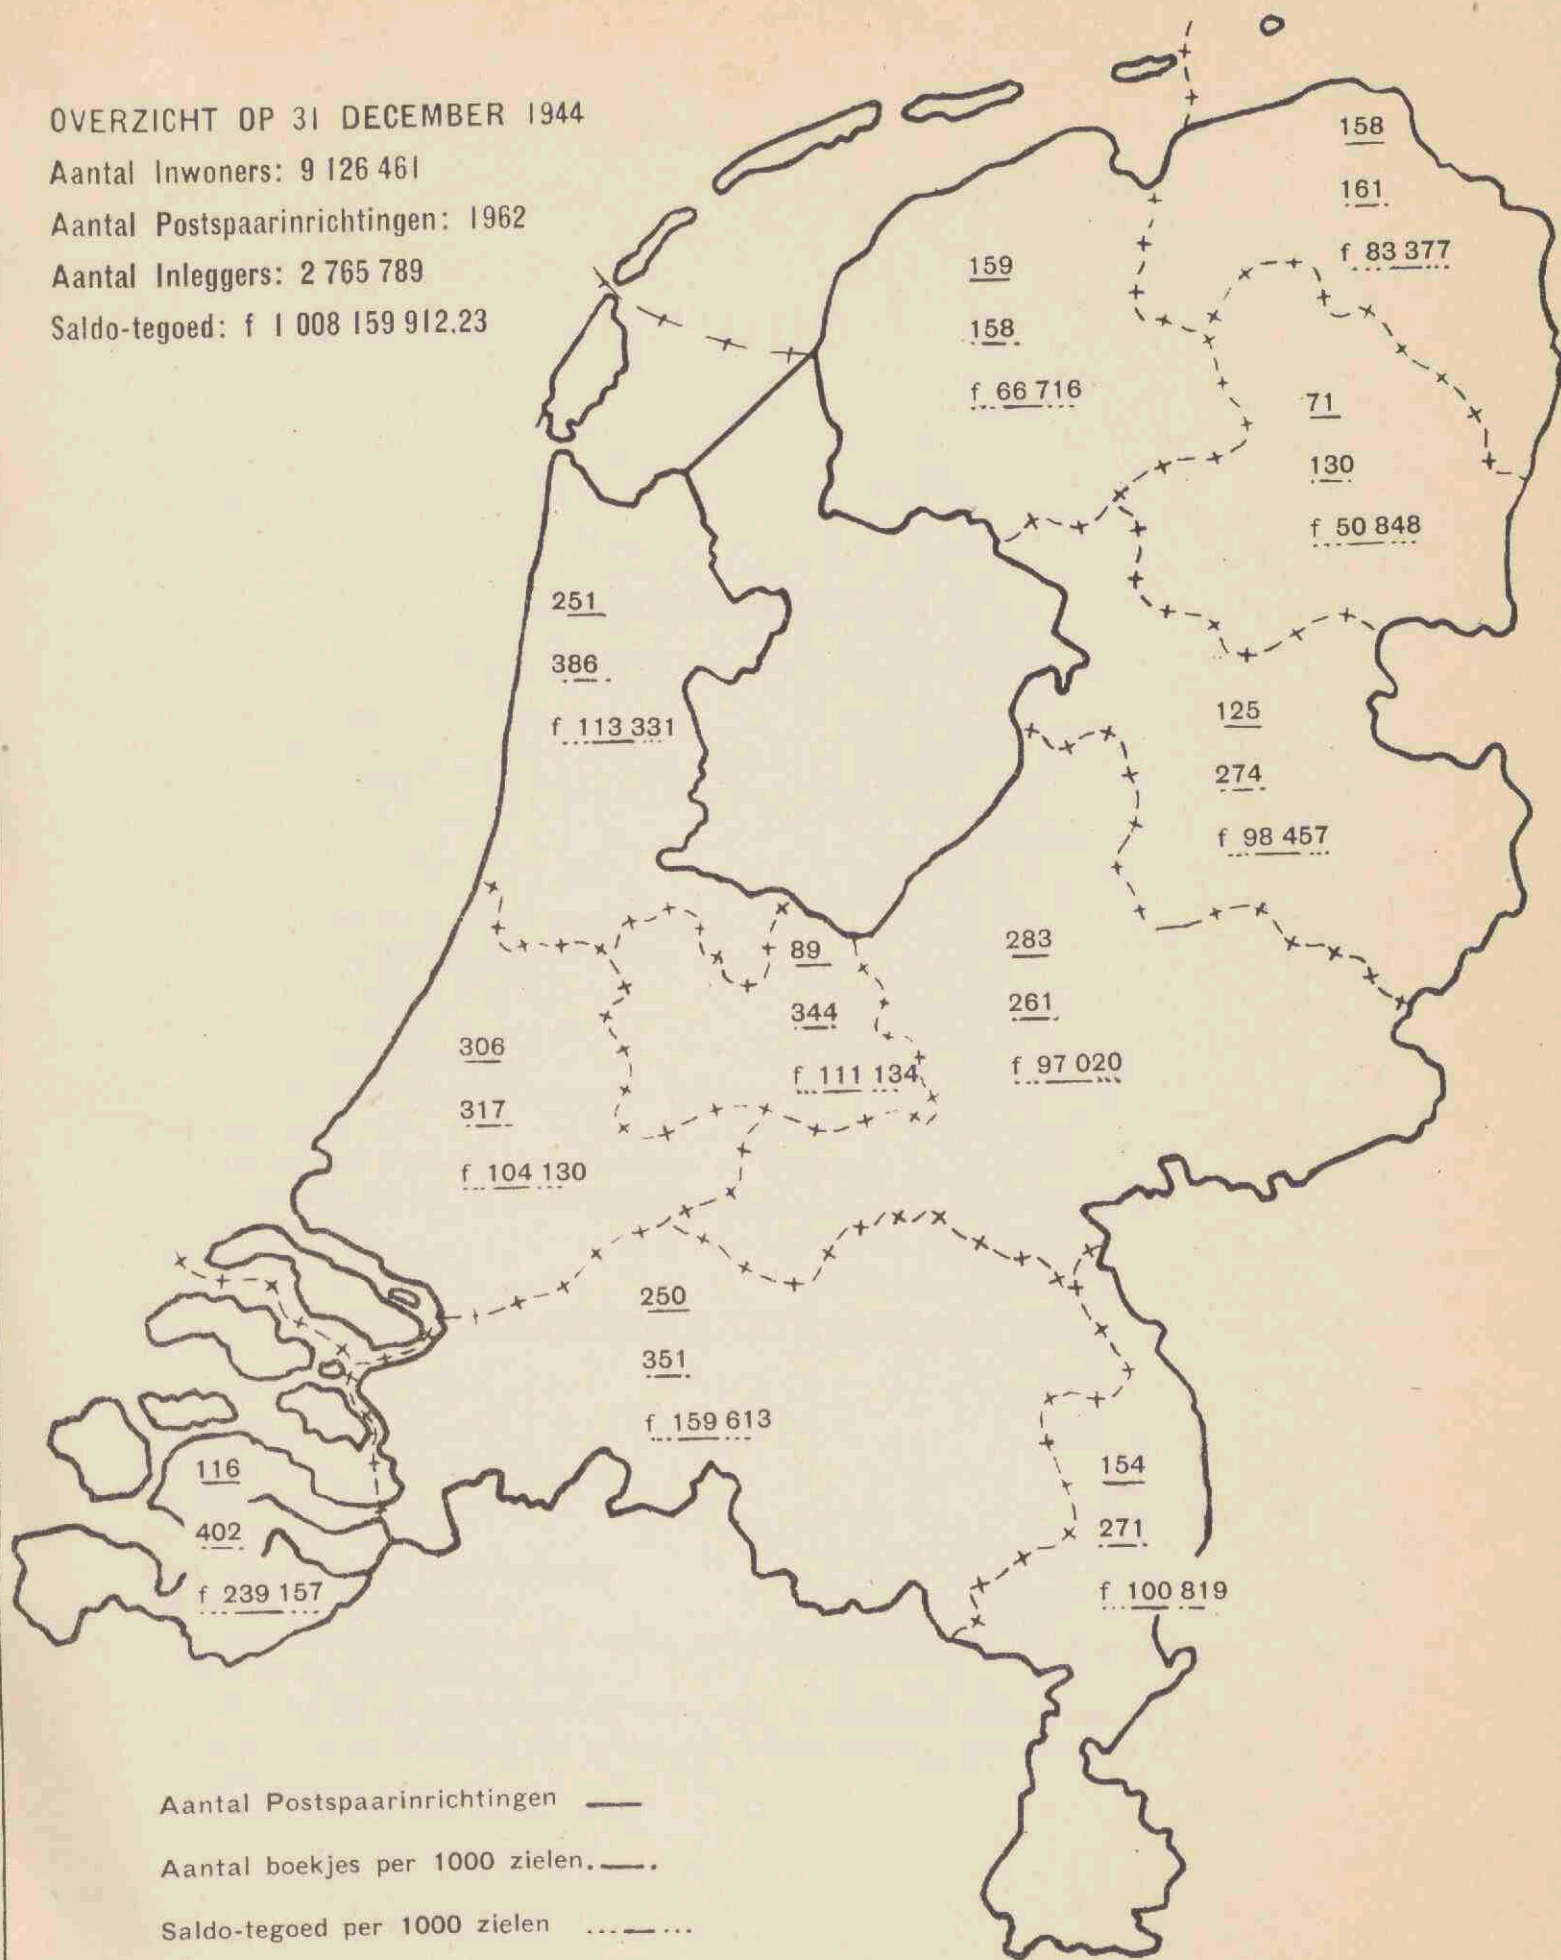 OVERZICHT OP 31 DECEMBER 1944
Aantal Inwoners: 9 126 461
Aantal Postspaarinrichtingen: 1962
Aantal Inleggers: 2 765 789
Saldo-tegoed: f 1 008 159 912.23
158
161
f 83 377
159
158
f 66 716
71
130
f 50 848
251
386
f 113 331
125
274
f 98 457
89
344
f 111 134
283
261
f 97 020
306
317
f 104 130
250
351
f 159 613
116
402
f 239 157
154
271
f 100 819
Aantal Postspaarinrichtingen
Aantal boekjes per 1000 zielen
Saldo-tegoed per 1000 zielen